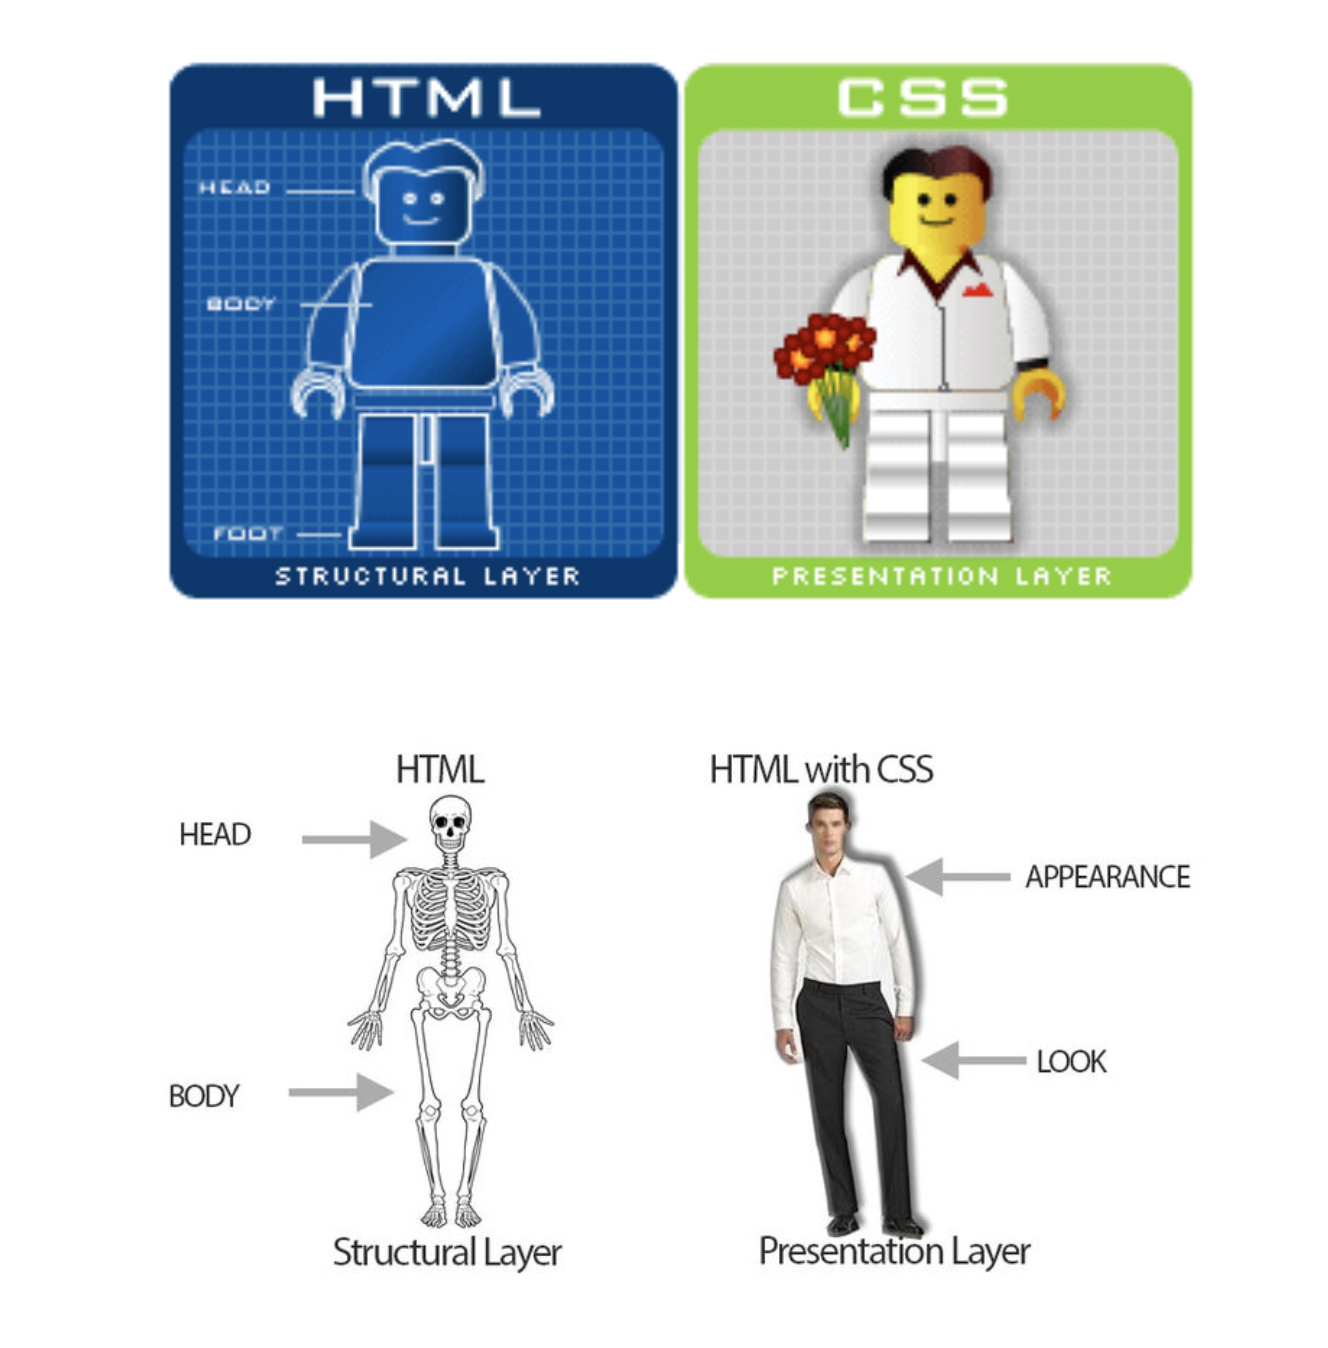 HTML
HEAD
BODY
FOOT
STRUCTURAL LAYER
CSS
PRESENTATION LAYER
HTML
HEAD
BODY
Structural Layer
HTML with CSS
APPEARANCE
LOOK
Presentation Layer